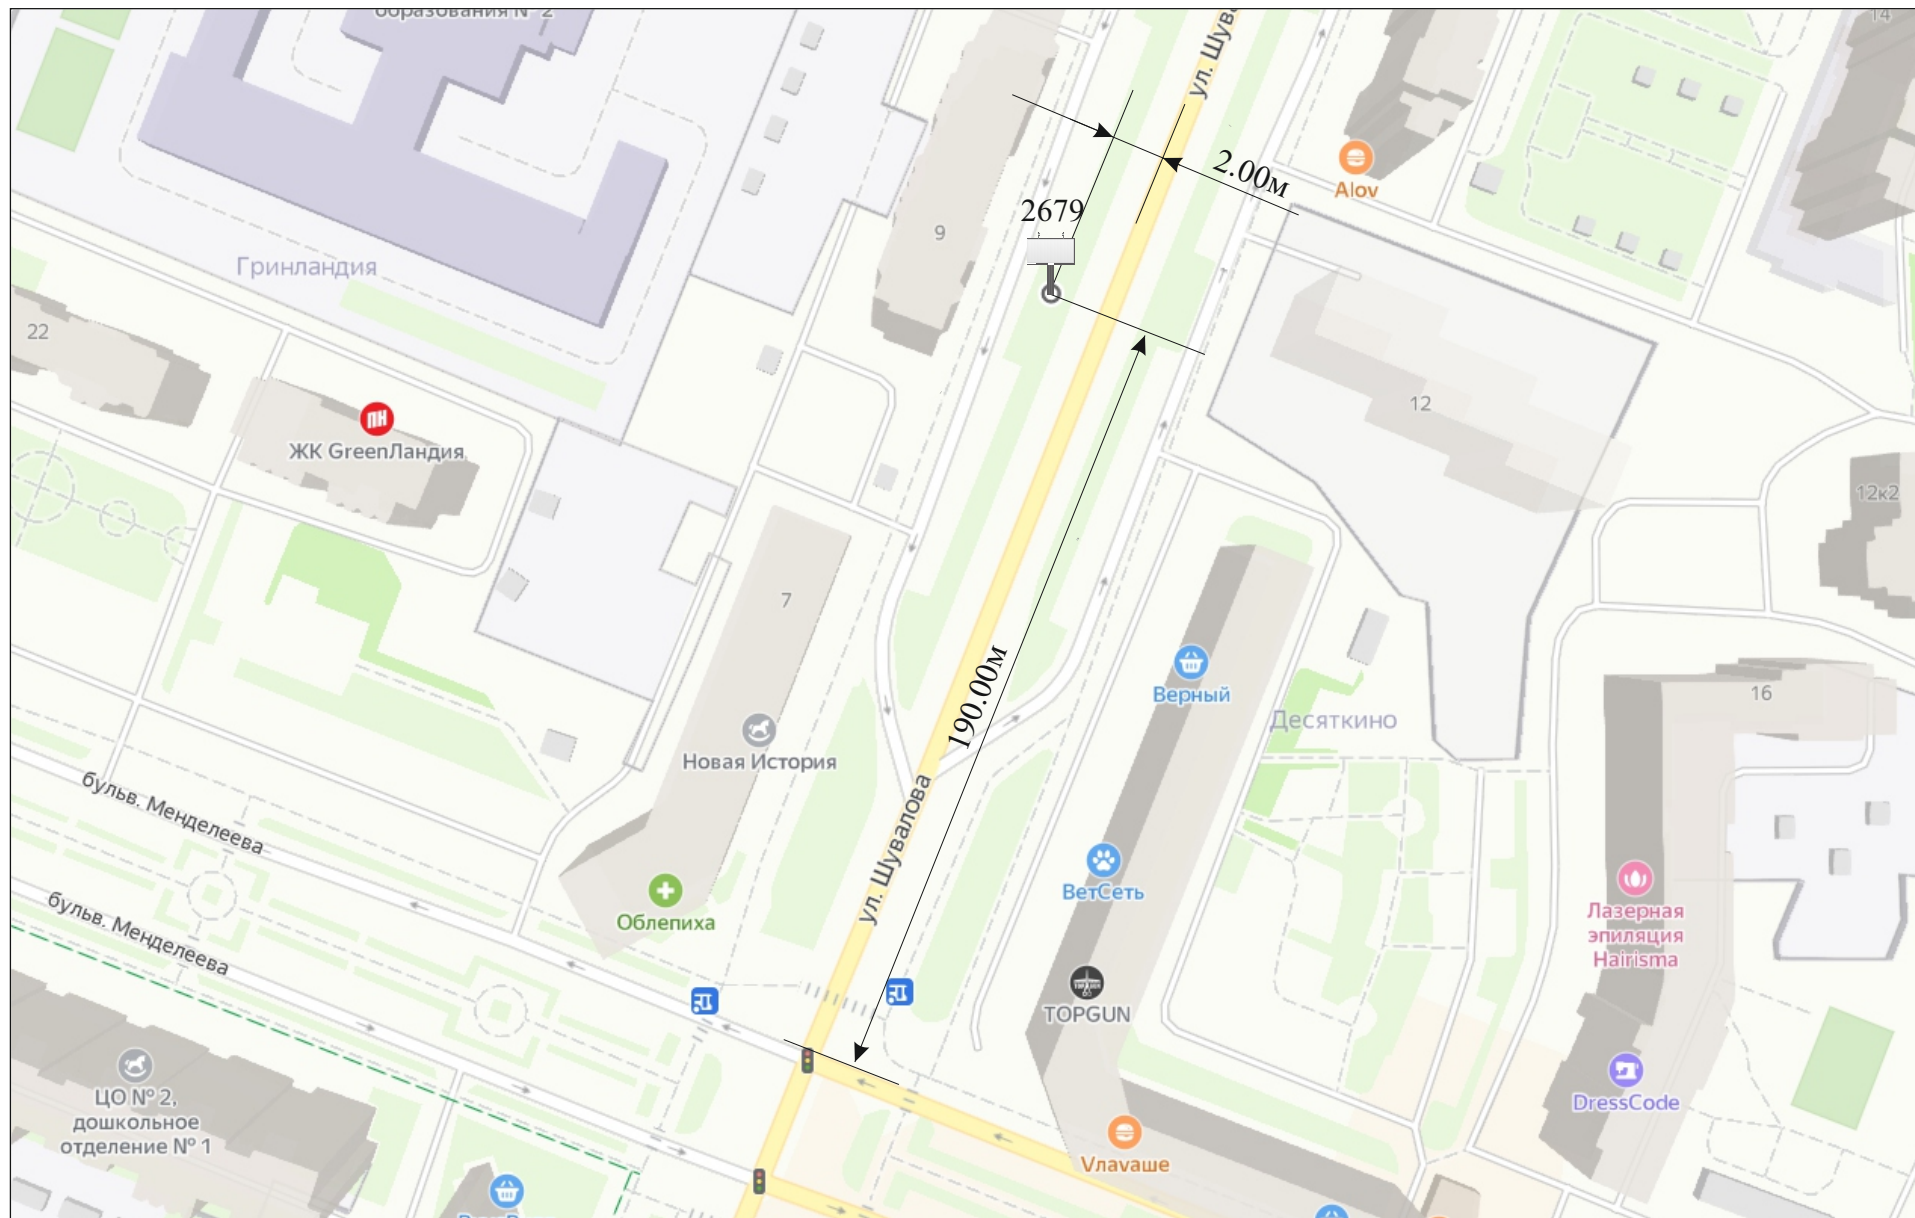 образования № 2
ул. Шув
14
2.00м
Alov
2679
9
Гринландия
22
12
ПН
ЖК GreenЛандия
12к2
7
Верный
190.00м
16
Десяткино
Новая История
бульв. Менделеева
ул. Шувалова
ВетСеть
Облепиха
Лазерная
эпиляция
Hairisma
бульв. Менделеева
TOPGUN
ЦО № 2,
дошкольное
отделение № 1
DressCode
Vлаваше